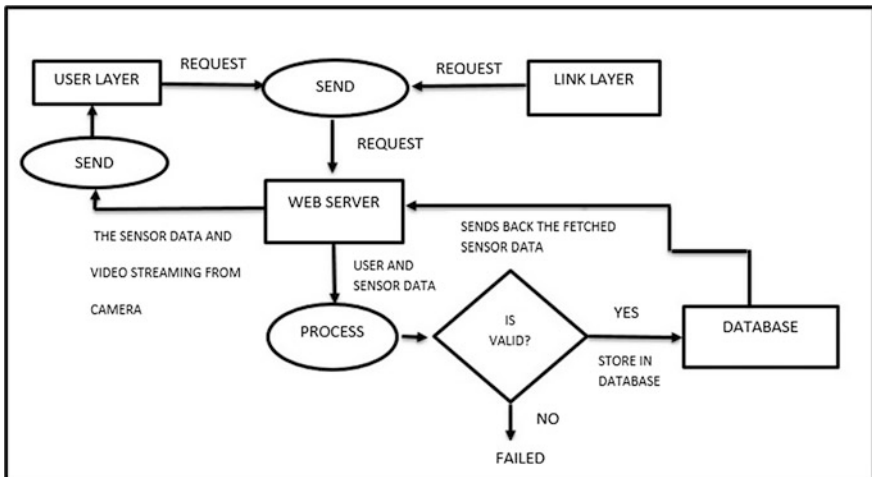 USER LAYER
REQUEST
SEND
REQUEST
LINK LAYER
REQUEST
SEND
WEB SERVER
THE SENSOR DATA AND
VIDEO STREAMING FROM
CAMERA
SENDS BACK THE FETCHED
SENSOR DATA
USER AND
SENSOR DATA
PROCESS
IS
VALID?
YES
STORE IN
DATABASE
DATABASE
NO
FAILED